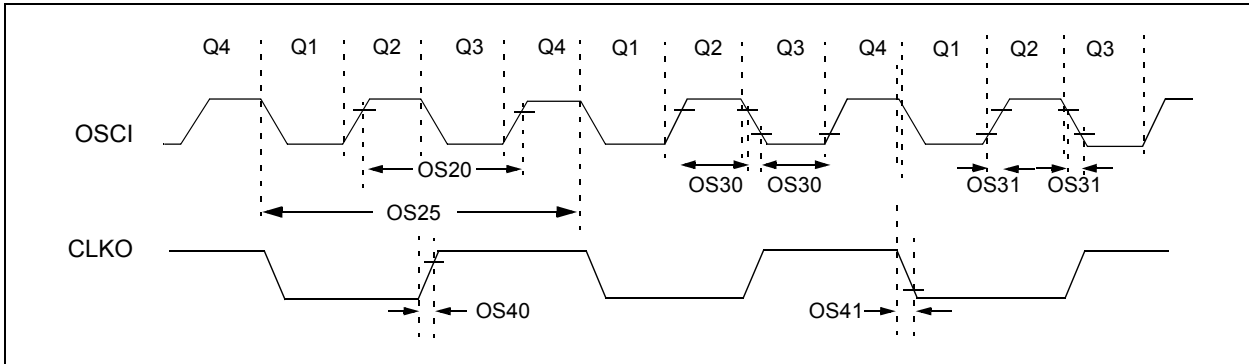 Q4 Q1 Q2 Q3 Q4 Q1 Q2 Q3 Q4 Q1 Q2 Q3
OSCI
OS20 OS30 OS30 OS31 OS31
OS25
CLKO
OS40 OS41